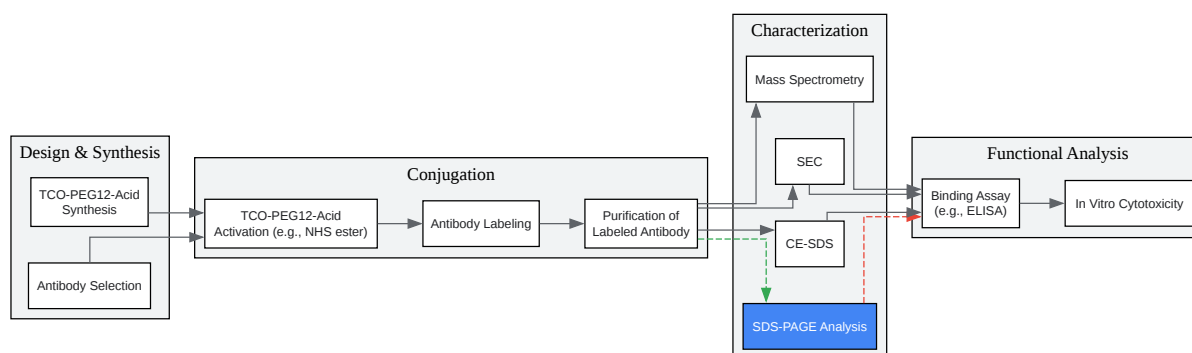 Design & Synthesis
TCO-PEG12-Acid
Synthesis
Antibody Selection
Conjugation
TCO-PEG12-Acid
Activation (e.g., NHS ester)
Antibody Labeling
Purification of
Labeled Antibody
Characterization
Mass Spectrometry
SEC
CE-SDS
SDS-PAGE Analysis
Functional Analysis
Binding Assay
(e.g., ELISA)
In Vitro Cytotoxicity